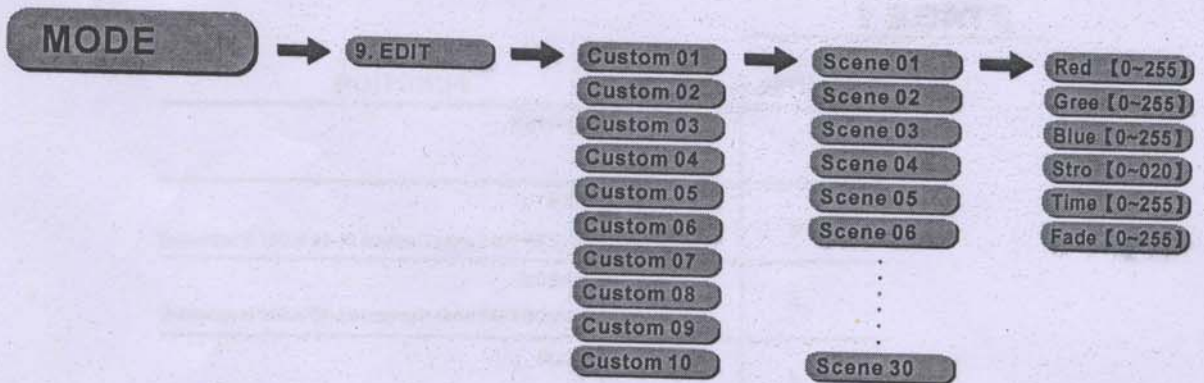 MODE
9. EDIT
Custom 01
Custom 02
Custom 03
Custom 04
Custom 05
Custom 06
Custom 07
Custom 08
Custom 09
Custom 10
Scene 01
Scene 02
Scene 03
Scene 04
Scene 05
Scene 06
Scene 30
Red 【0~255】
Gree【0~255】
Blue【0~255】
Stro 【0~020】
Time【0~255】
Fade【0~255】